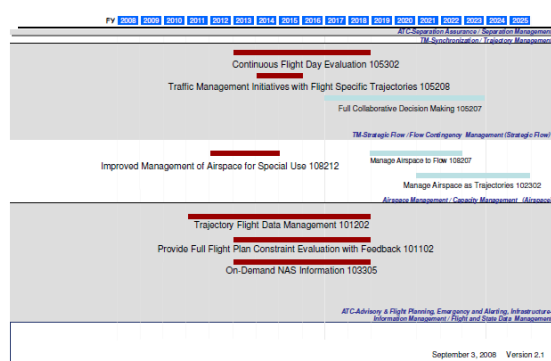 FY 2008 2009 2010 2011 2012 2013 2014 2015 2016 2017 2018 2019 2020 2021 2022 2023 2024 2025
ATC-Separation Assurance / Separation Management
TM-Synchronization / Trajectory Management
Continuous Flight Day Evaluation 105302
Traffic Management Initiatives with Flight Specific Trajectories 105208
Full Collaborative Decision Making 105207
TM-Strategic Flow / Flow Contingency Management (Strategic Flow)
Improved Management of Airspace for Special Use 108212
Manage Airspace to Flow 108207
Manage Airspace as Trajectories 102302
Airspace Management / Capacity Management (Airspace)
Trajectory Flight Data Management 101202
Provide Full Flight Plan Constraint Evaluation with Feedback 101102
On-Demand NAS Information 103305
ATC-Advisory & Flight Planning, Emergency and Alerting, Infrastructure-
Information Management / Flight and State Data Management
September 3, 2008 Version 2.1